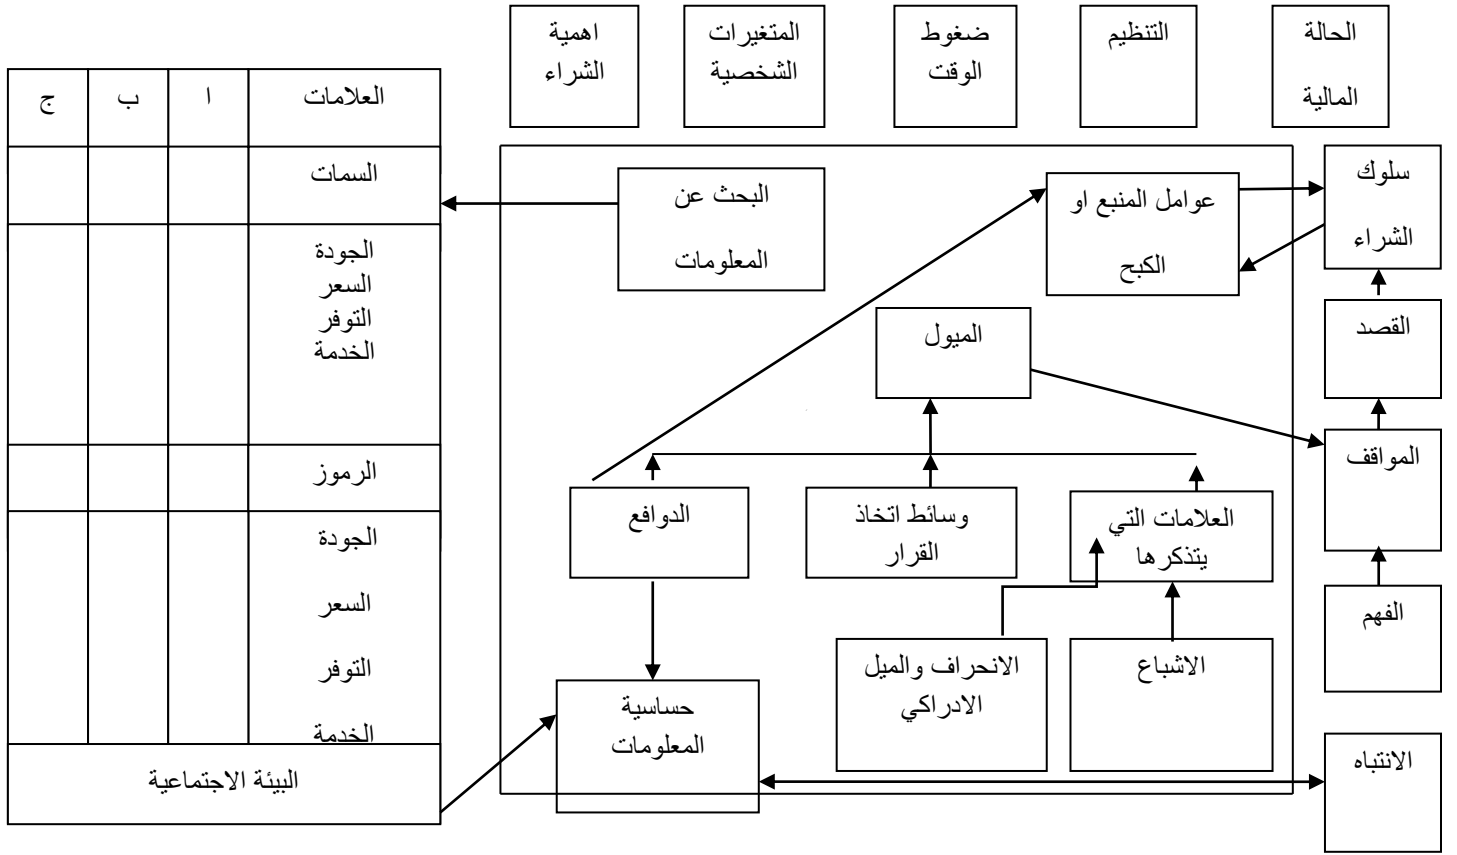 الحالة
المالية
التنظيم
ضغوط
الوقت
المتغيرات
الشخصية
اهمية
الشراء
العلامات
ا
ب
ج
السمات
الجودة
السعر
التوفر
الخدمة
الرموز
الجودة
السعر
التوفر
الخدمة
البيئة الاجتماعية
البحث عن
المعلومات
عوامل المنبع او
الكبح
سلوك
الشراء
القصد
الميول
المواقف
الدوافع
وسائط اتخاذ
القرار
العلامات التي
يتذكرها
الفهم
حساسية
المعلومات
الانحراف والميل
الادراكي
الاشباع
الانتباه